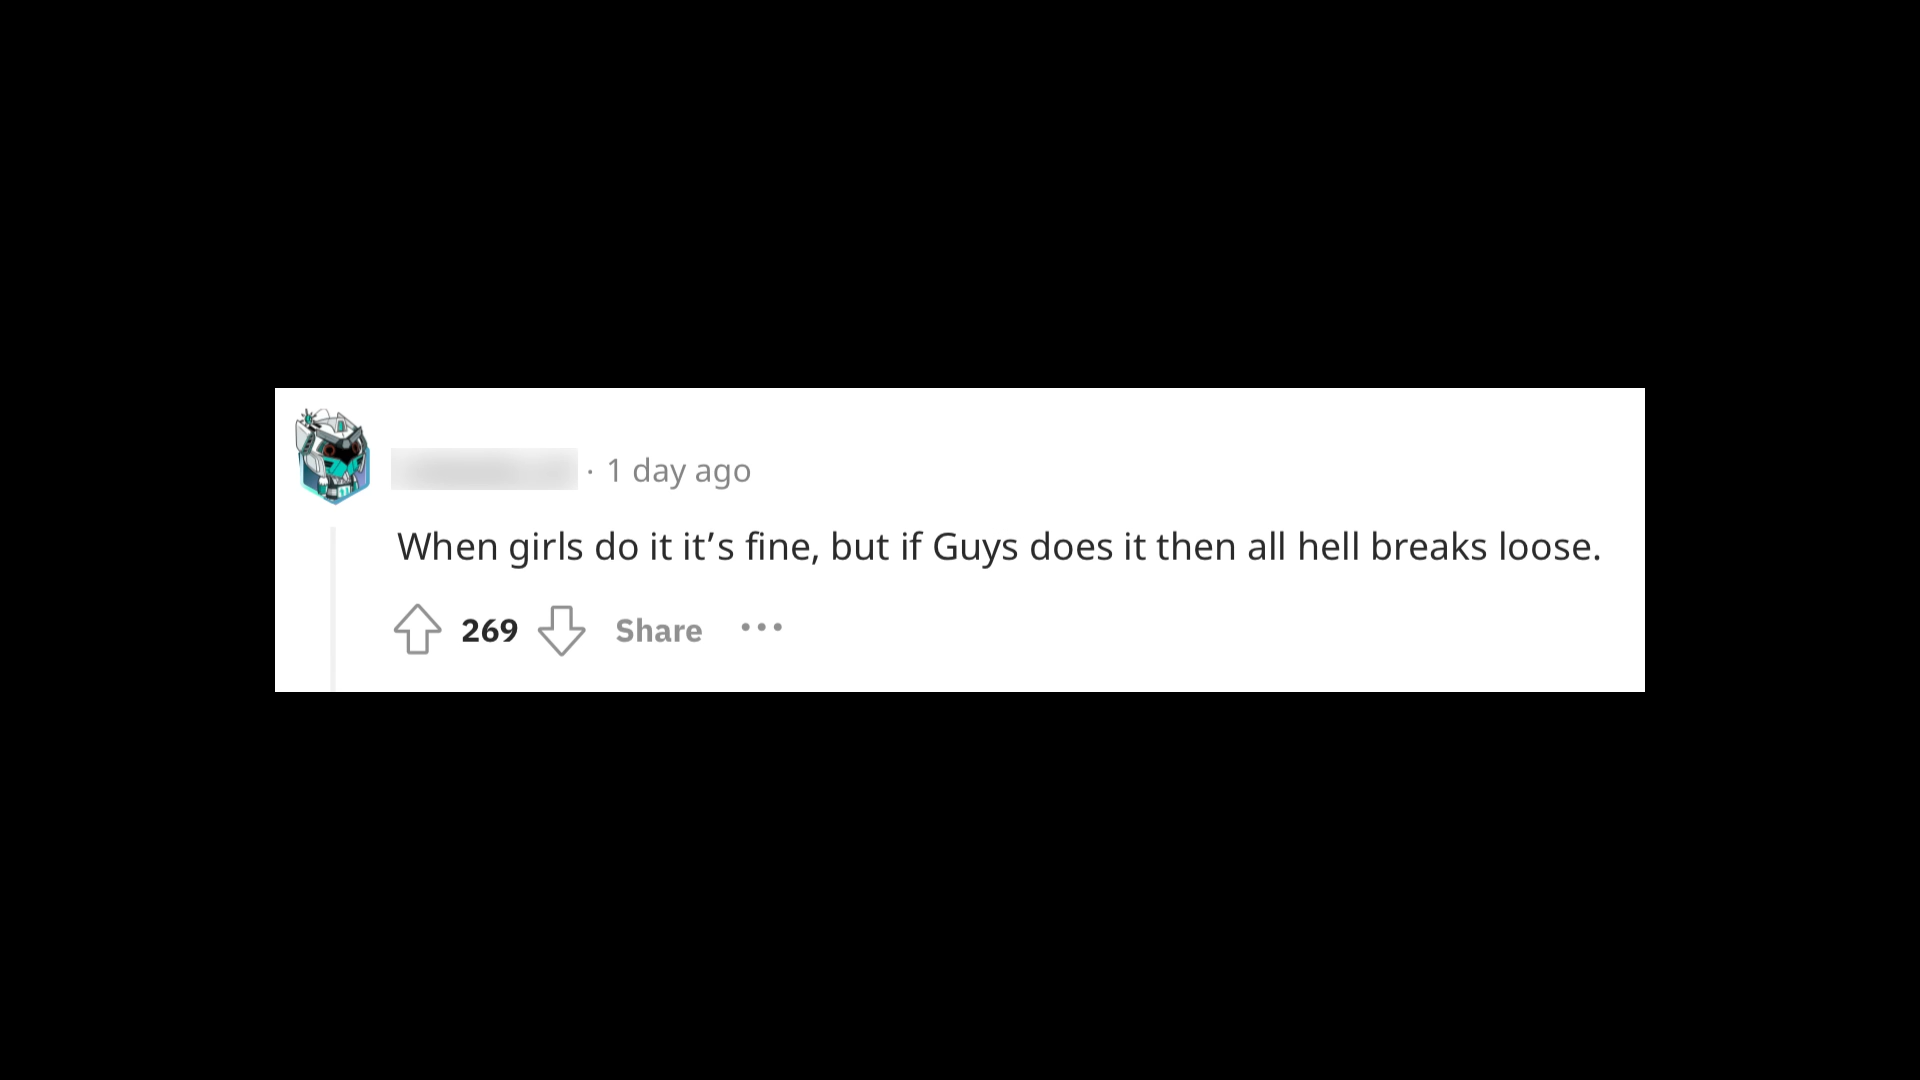 · 1 day ago
When girls do it it’s fine, but if Guys does it then all hell breaks loose.
269 Share •••